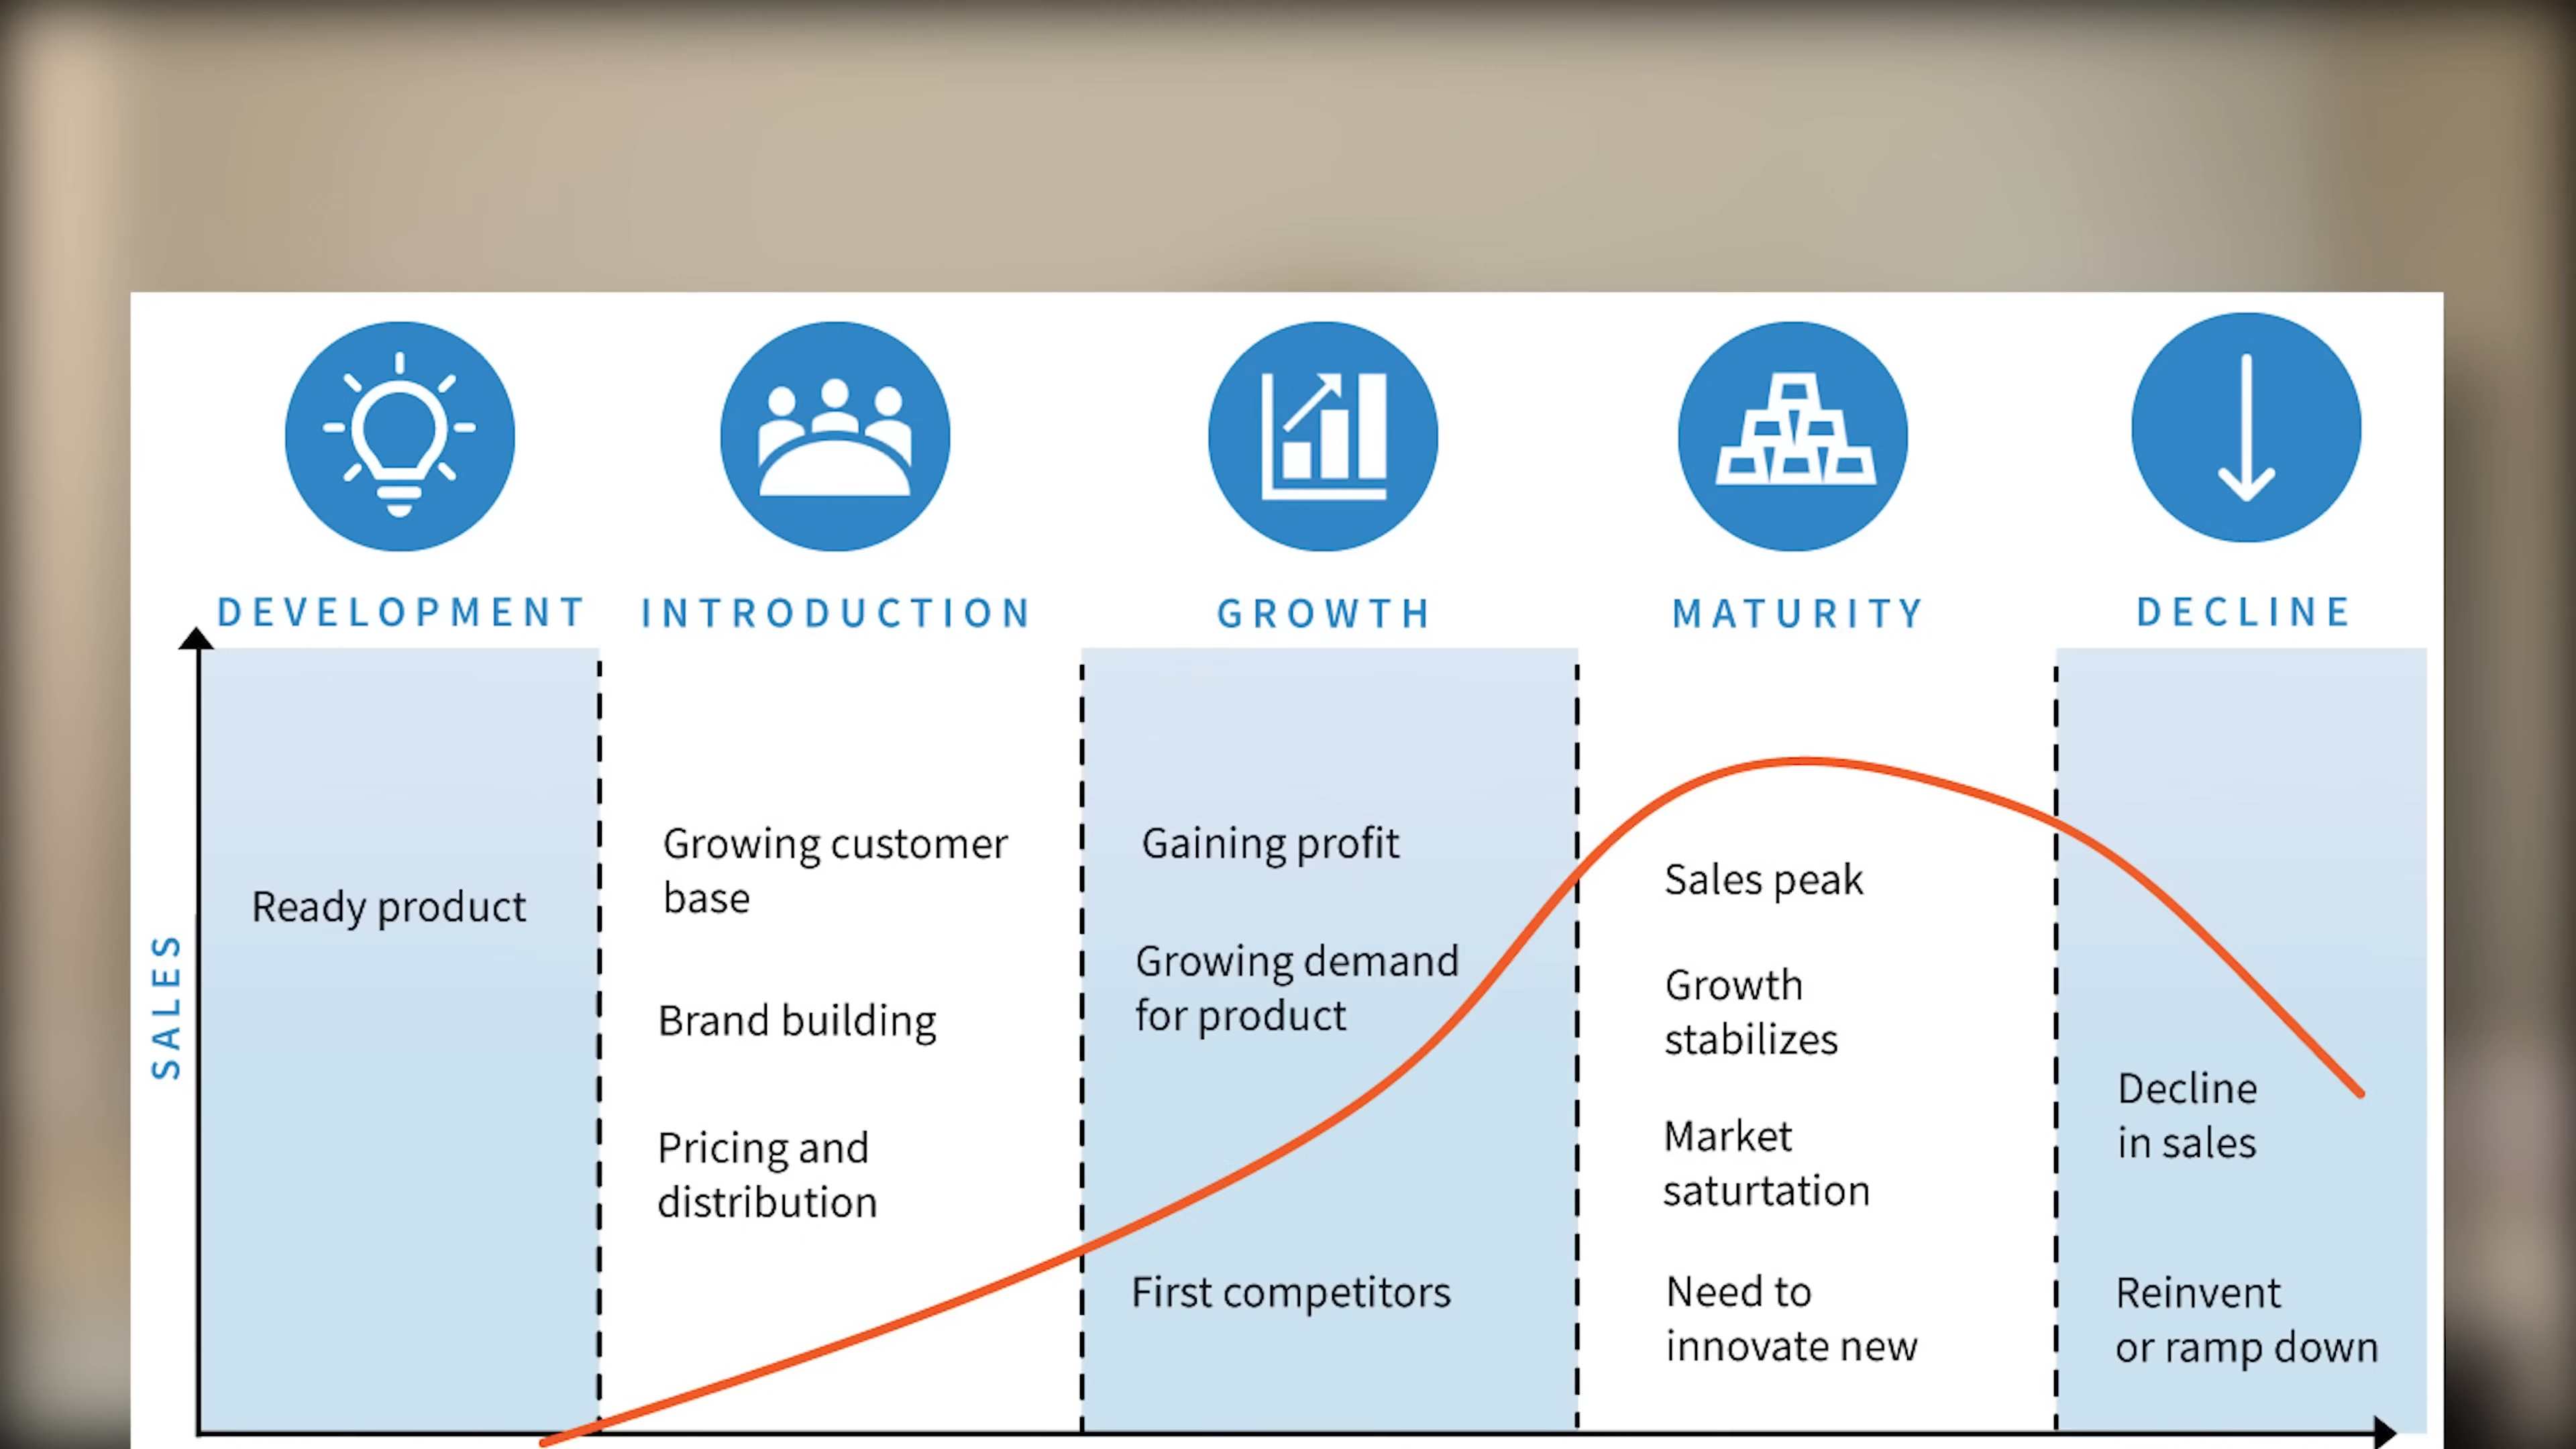 DEVELOPMENT
INTRODUCTION
GROWTH
MATURITY
DECLINE
SALES
Ready product
Growing customer
base
Brand building
Pricing and
distribution
Gaining profit
Growing demand
for product
First competitors
Sales peak
Growth
stabilizes
Market
saturtation
Need to
innovate new
Decline
in sales
Reinvent
or ramp down